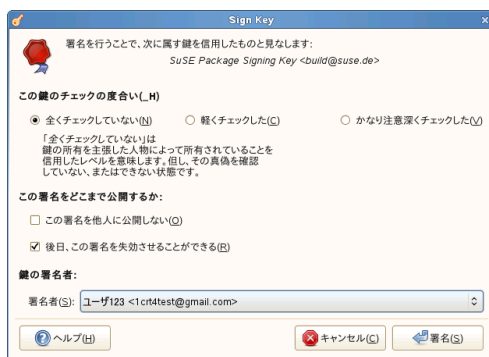 Sign Key
署名を行うことで、次に属す鍵を信用したものと見なします:
SuSE Package Signing Key <build@suse.de>
この鍵のチェックの度合い(_H)
全くチェックしていない(N) 軽くチェックした(C) かなり注意深くチェックした(V)
「全くチェックしていない」は
鍵の所有を主張した人物によって所有されていることを
信用したレベルを意味します。但し、その真偽を確認
していない、またはできない状態です。
この署名をどこまで公開するか:
この署名を他人に公開しない(O)
後日、この署名を失効させることができる(R)
鍵の署名者:
署名者(S): ユーザ123 <1crt4test@gmail.com>
ヘルプ(H) キャンセル(C) 署名(S)